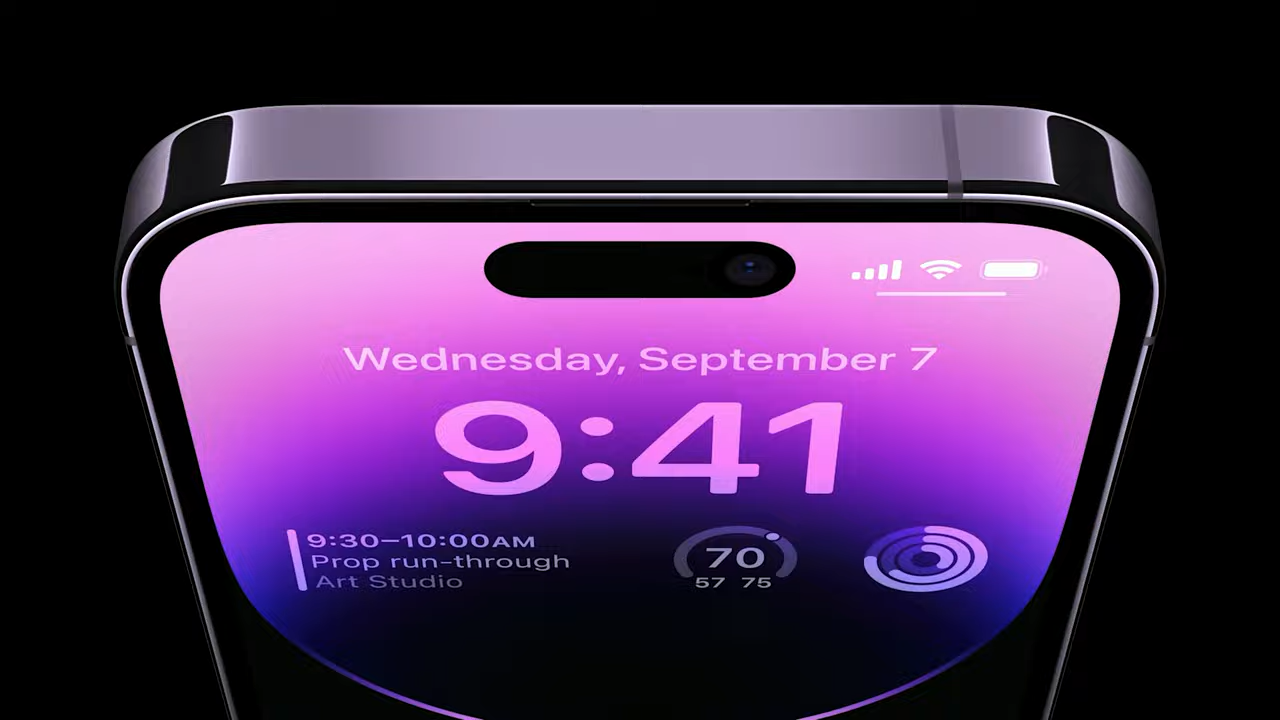 Wednesday, September 7
9:41
9:30–10:00AM
Prop run-through
Art Studio
70
57 75